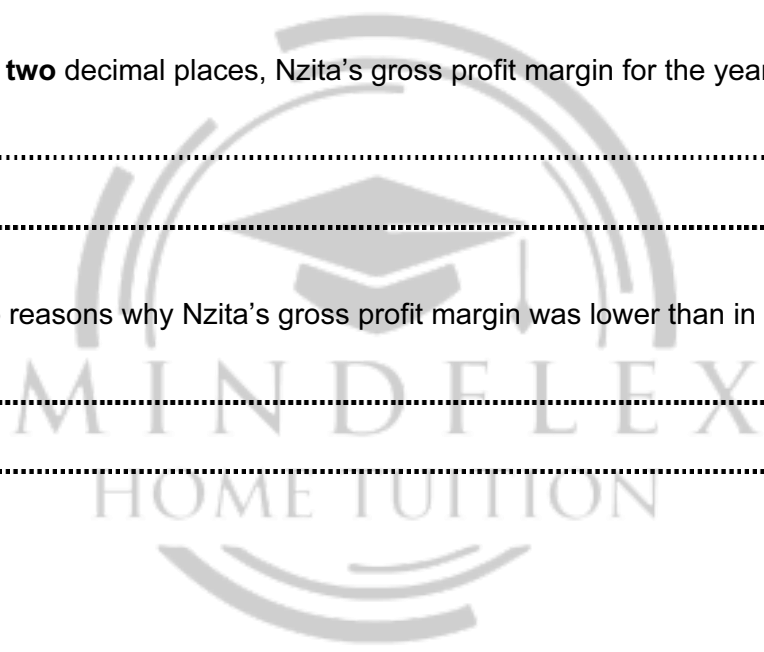 two decimal places, Nzita's gross profit margin for the year
reasons why Nzita's gross profit margin was lower than in
MINDFLEX
HOME TUITION